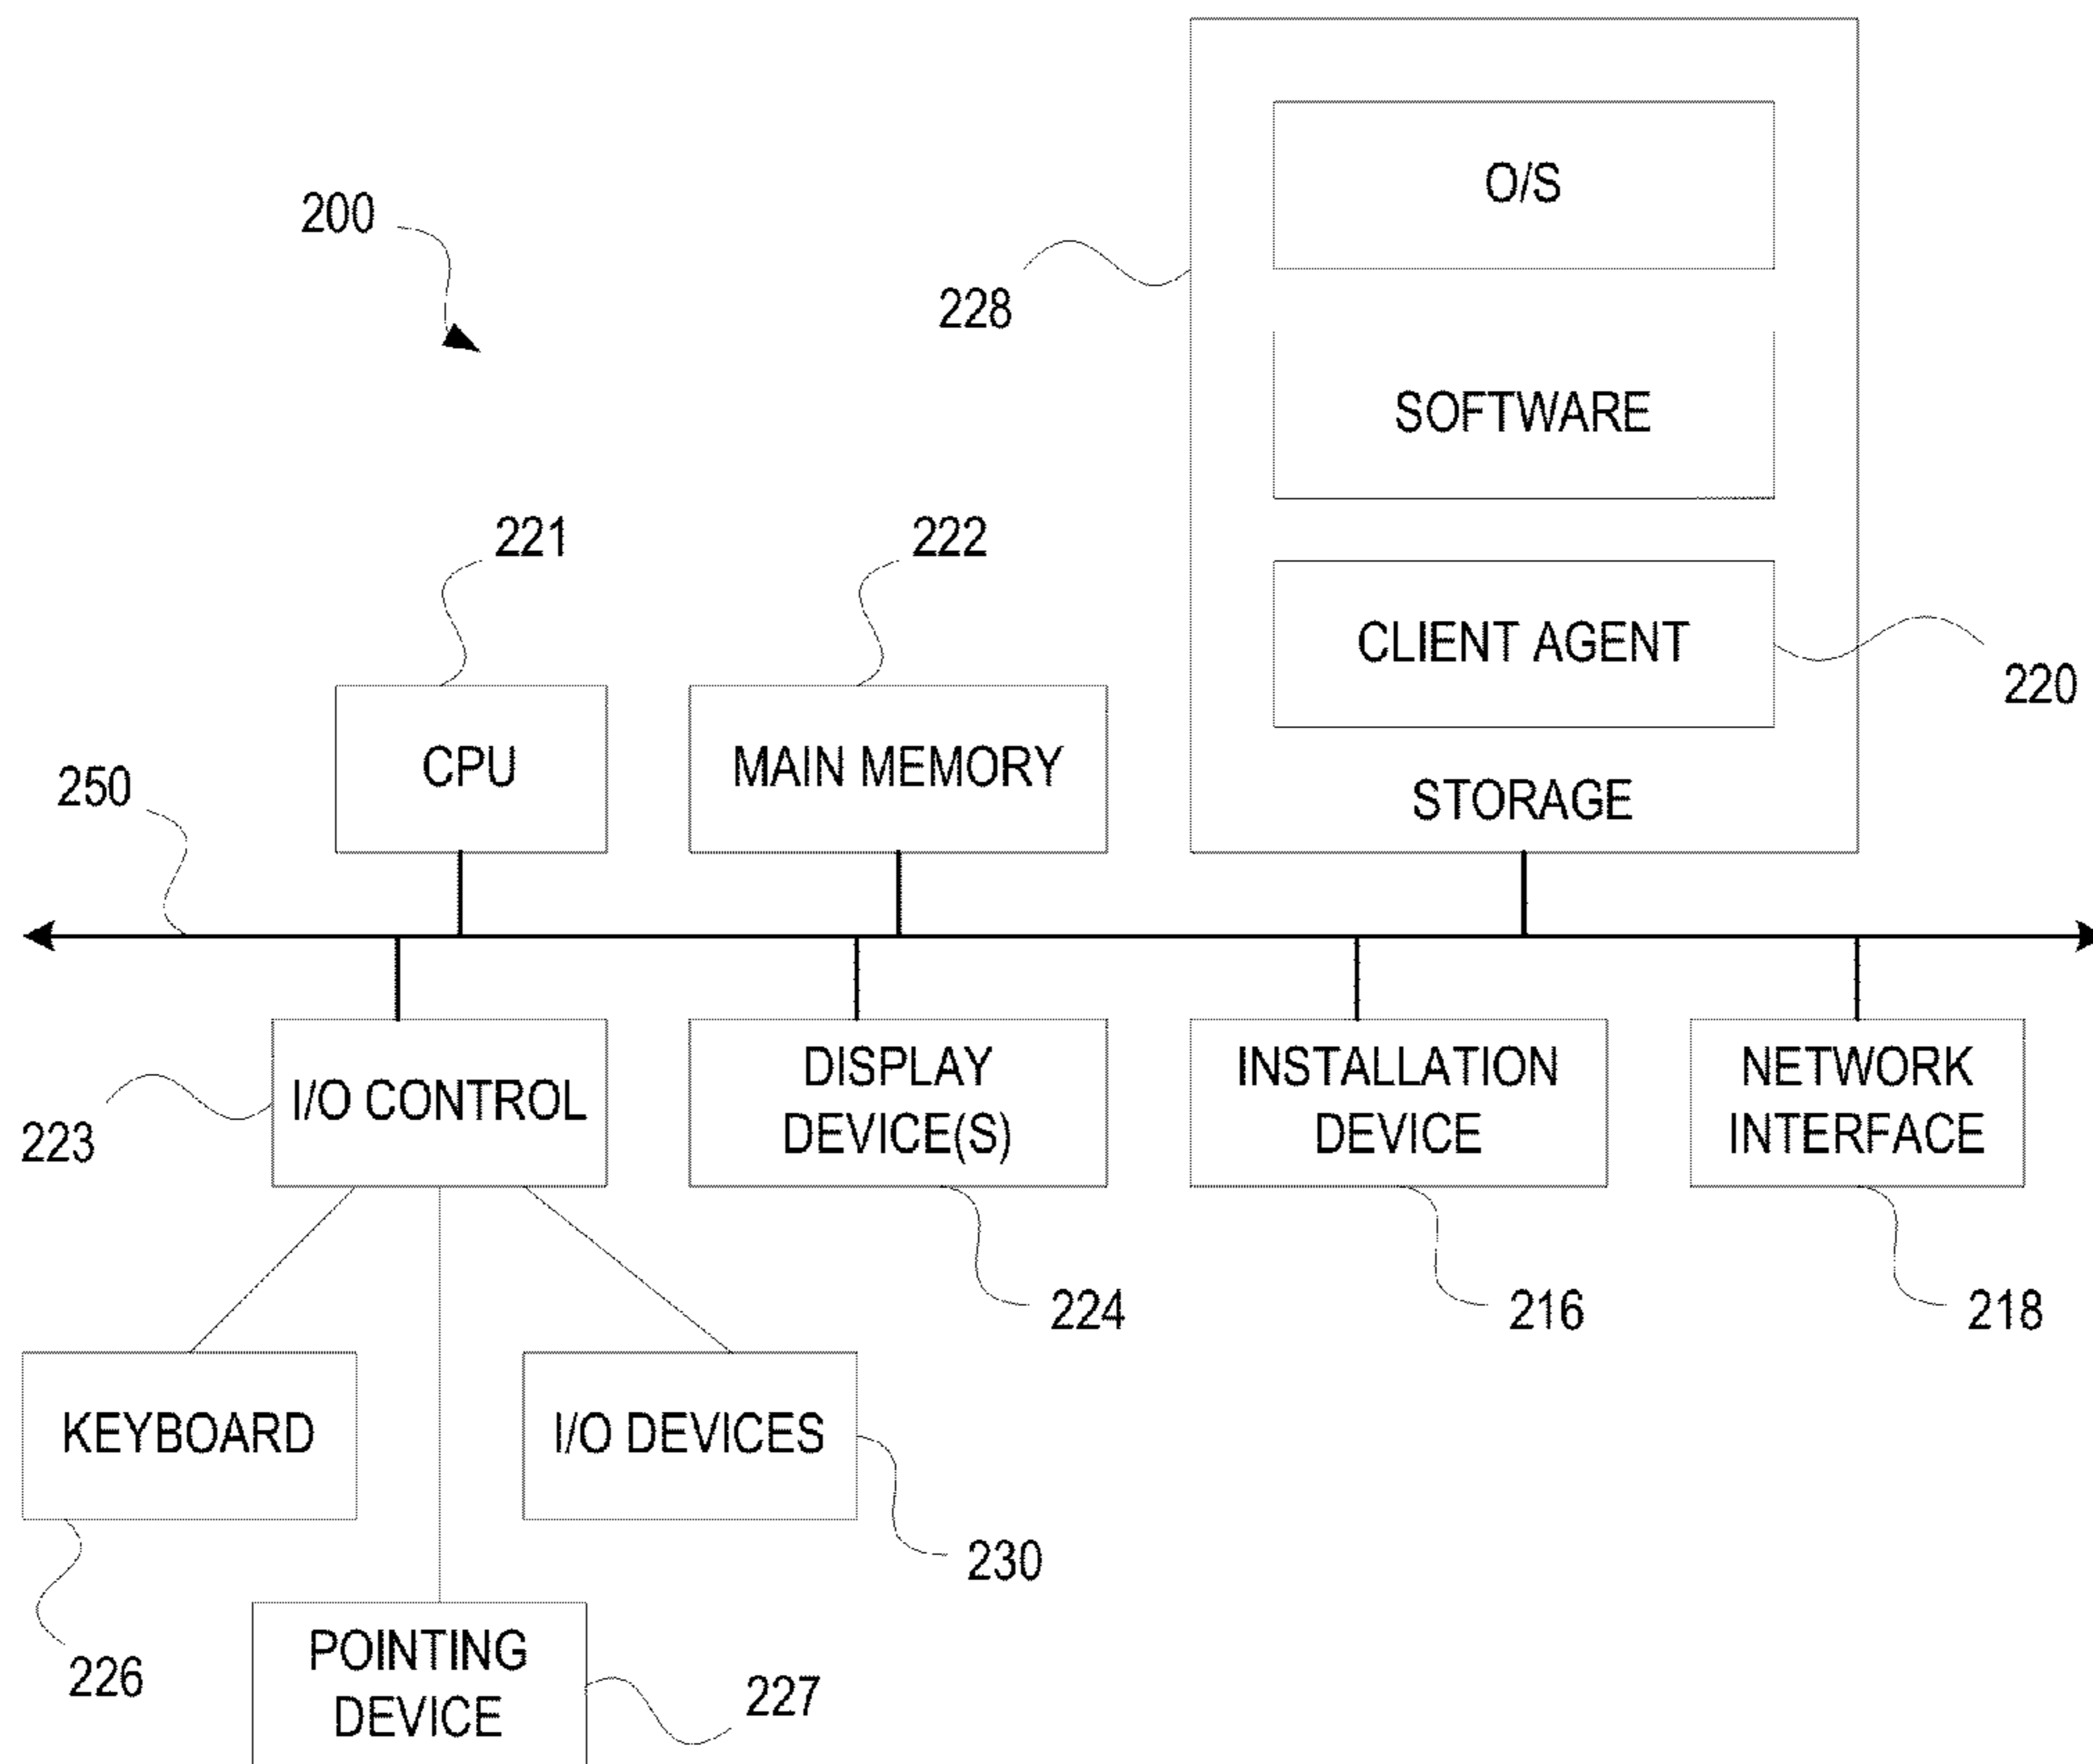 O/S
200
228
SOFTWARE
221
222
CLIENT AGENT
220
CPU
MAIN MEMORY
250
STORAGE
I/O CONTROL
223
DISPLAY
DEVICE(S)
INSTALLATION
DEVICE
NETWORK
INTERFACE
224
216
218
KEYBOARD
I/O DEVICES
230
226
POINTING
DEVICE
227